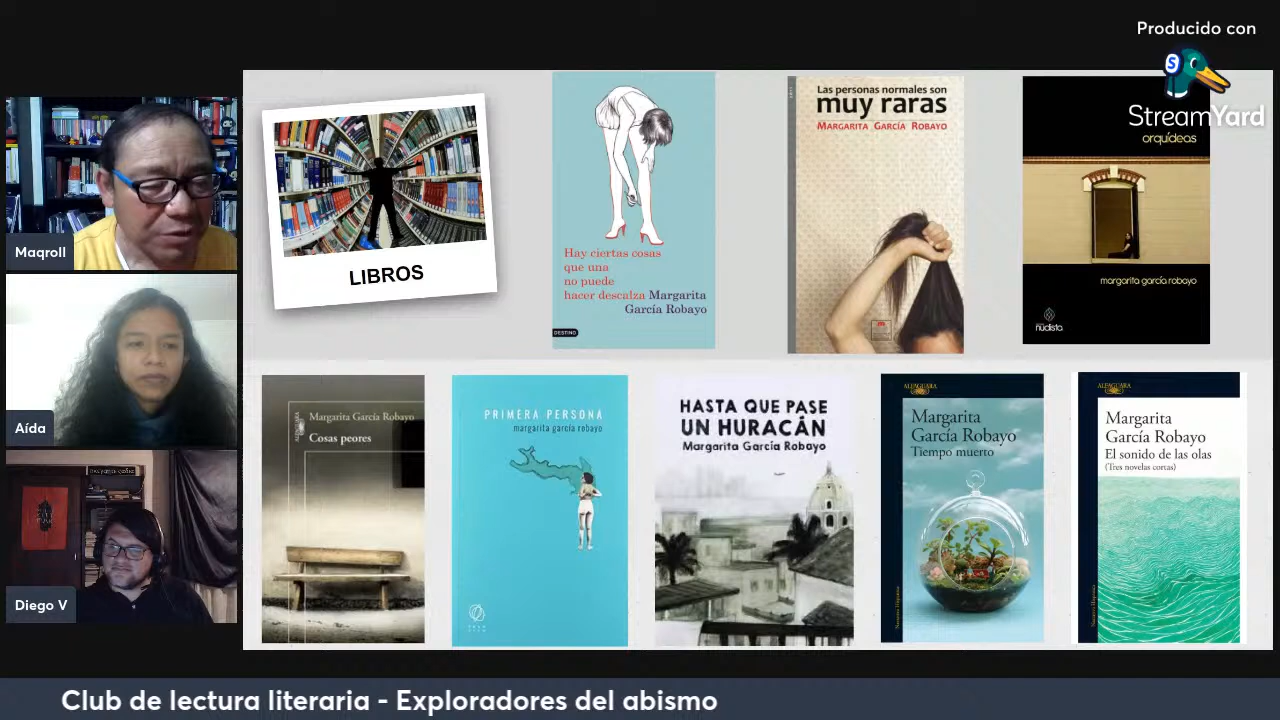 Producido con
StreamYard
Maqroll
Aída
Diego V
LIBROS
Hay ciertas cosas
que una
no puede
hacer descalza Margarita
García Robayo
DESTINO
Las personas normales son
muy raras
Margarita García Robayo
orquídeas
margarita garcía robayo
nudista
ALFAGUARA
Margarita García Robayo
Cosas peores
PRIMERA PERSONA
margarita garcía robayo
HASTA QUE PASE
UN HURACÁN
Margarita García Robayo
ALFAGUARA
Margarita
García Robayo
Tiempo muerto
ALFAGUARA
Margarita
García Robayo
El sonido de las olas
(Tres novelas cortas)
Club de lectura literaria - Exploradores del abismo